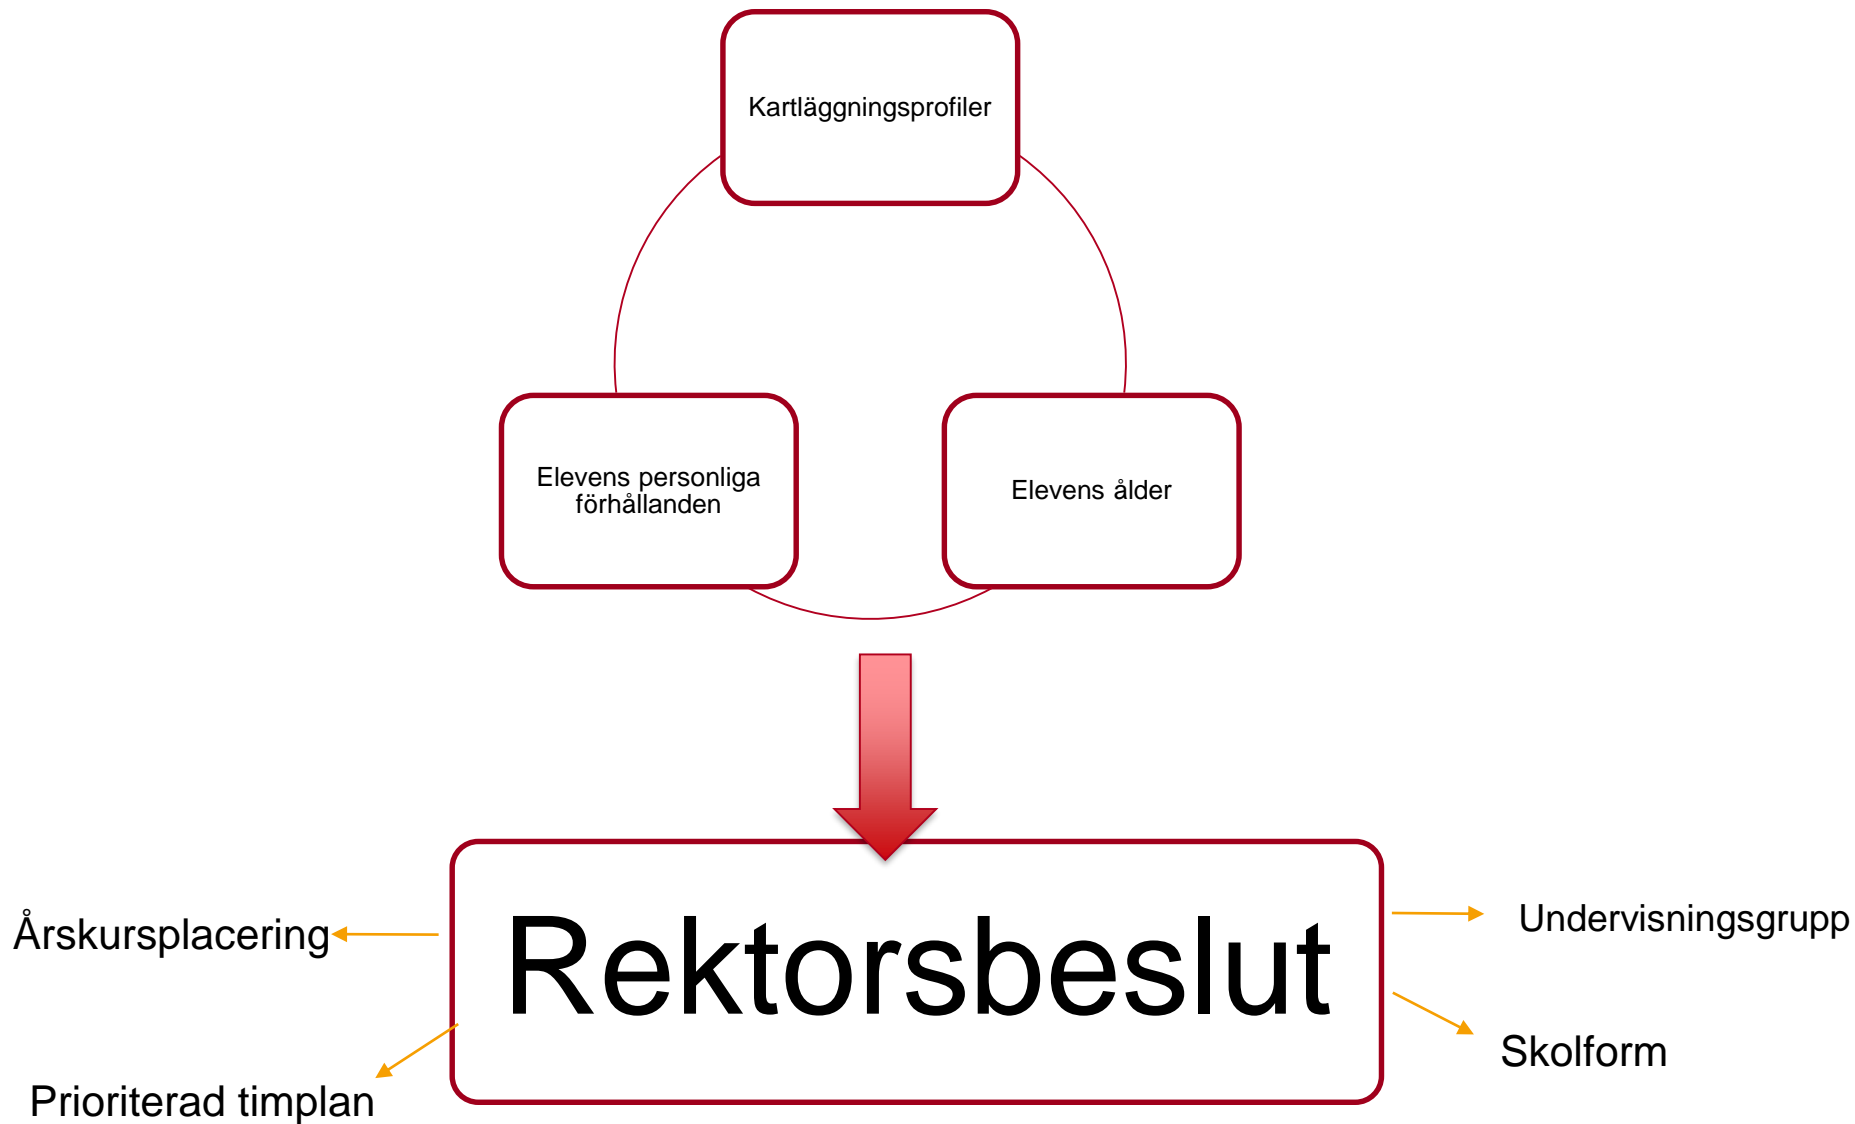 Kartläggningsprofiler
Elevens personliga
förhållanden
Elevens ålder
Rektorsbeslut
Årskursplacering
Prioriterad timplan
Undervisningsgrupp
Skolform